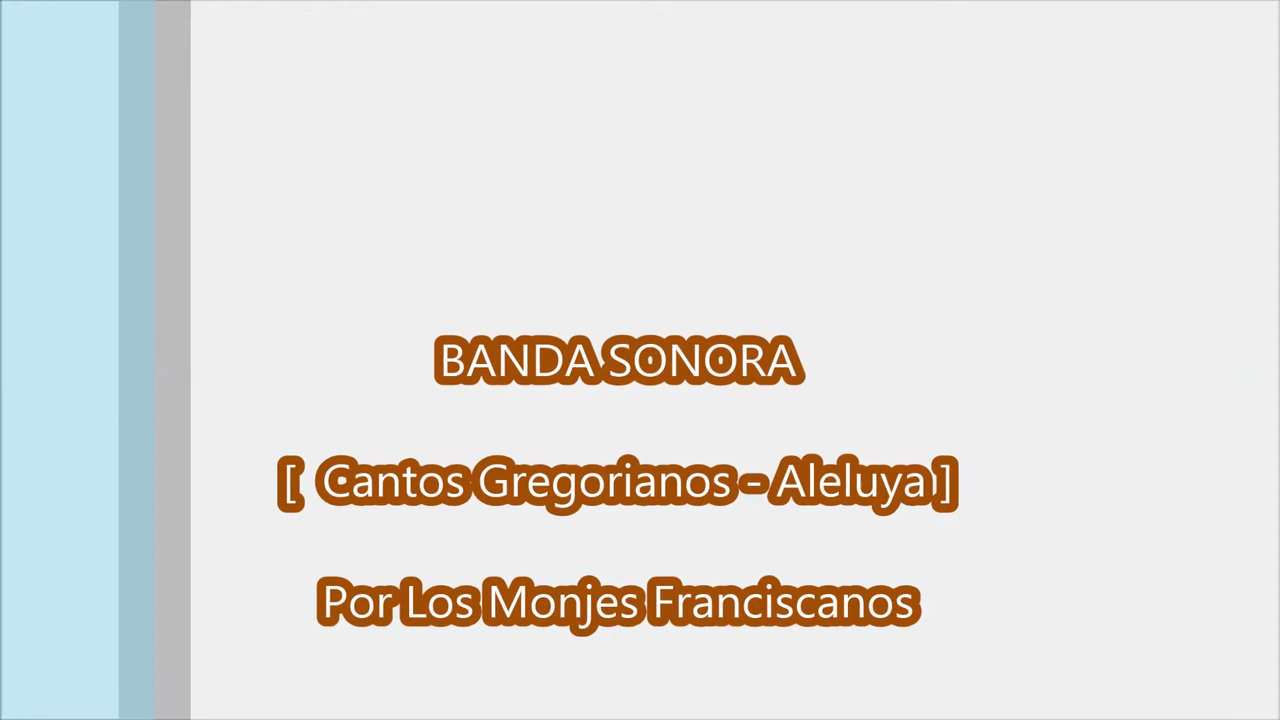 BANDA SONORA
[ Cantos Gregorianos - Aleluya ]
Por Los Monjes Franciscanos